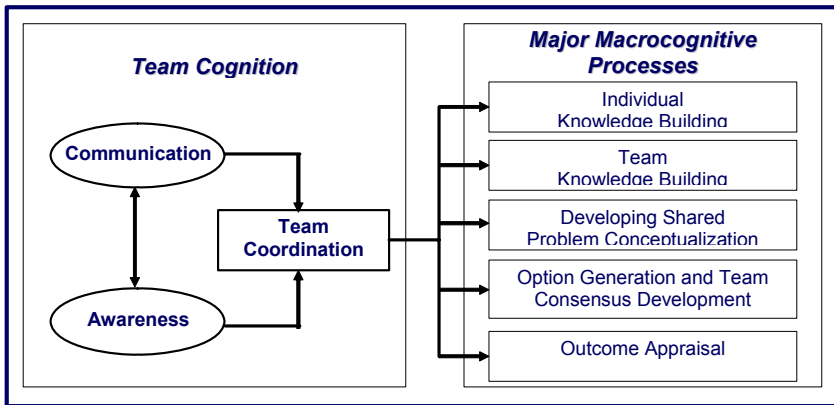 Team Cognition
Communication
Awareness
Team
Coordination
Major Macrocognitive
Processes
Individual
Knowledge Building
Team
Knowledge Building
Developing Shared
Problem Conceptualization
Option Generation and Team
Consensus Development
Outcome Appraisal